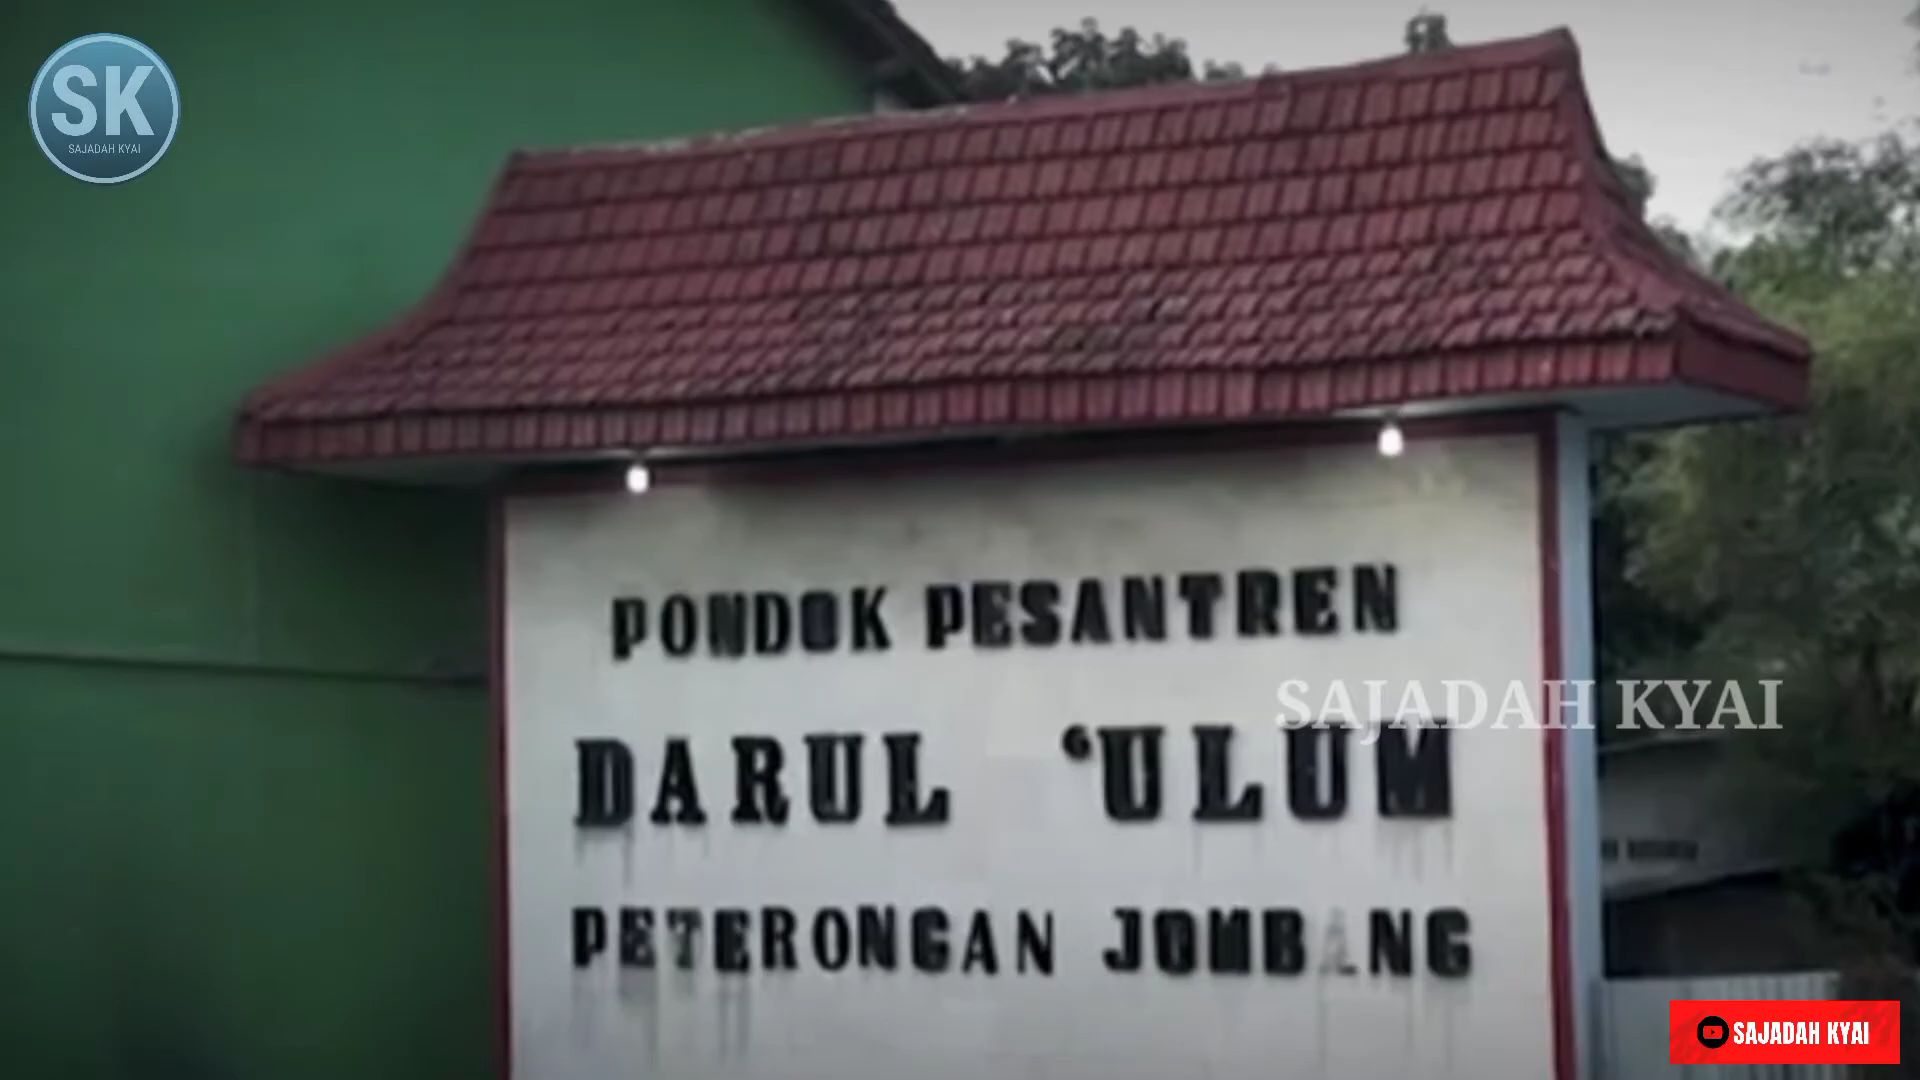 SK
SAJADAH KYAI
PONDOK PESANTREN
SAJADAH KYAI
DARUL ‘ULUM
PETERONGAN JOMBANG
SAJADAH KYAI